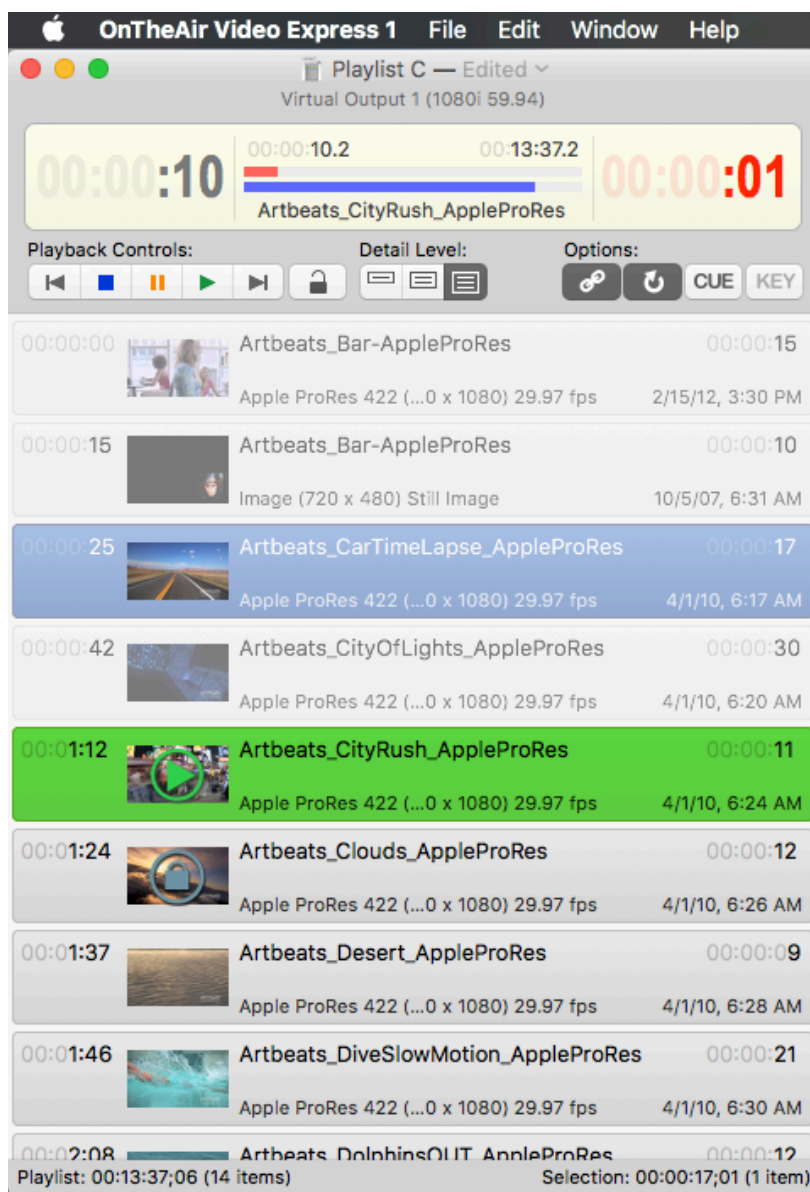 OnTheAir Video Express 1 File Edit Window Help
Playlist C — Edited
Virtual Output 1 (1080i 59.94)
00:00:10 00:00:10.2 00:13:37.2 00:00:01
Artbeats_CityRush_AppleProRes
Playback Controls: Detail Level: Options:
CUE KEY
00:00:00 Artbeats_Bar-AppleProRes 00:00:15
Apple ProRes 422 (...0 x 1080) 29.97 fps 2/15/12, 3:30 PM
00:00:15 Artbeats_Bar-AppleProRes 00:00:10
Image (720 x 480) Still Image 10/5/07, 6:31 AM
00:00:25 Artbeats_CarTimeLapse_AppleProRes 00:00:17
Apple ProRes 422 (...0 x 1080) 29.97 fps 4/1/10, 6:17 AM
00:00:42 Artbeats_CityOfLights_AppleProRes 00:00:30
Apple ProRes 422 (...0 x 1080) 29.97 fps 4/1/10, 6:20 AM
00:01:12 Artbeats_CityRush_AppleProRes 00:00:11
Apple ProRes 422 (...0 x 1080) 29.97 fps 4/1/10, 6:24 AM
00:01:24 Artbeats_Clouds_AppleProRes 00:00:12
Apple ProRes 422 (...0 x 1080) 29.97 fps 4/1/10, 6:26 AM
00:01:37 Artbeats_Desert_AppleProRes 00:00:09
Apple ProRes 422 (...0 x 1080) 29.97 fps 4/1/10, 6:28 AM
00:01:46 Artbeats_DiveSlowMotion_AppleProRes 00:00:21
Apple ProRes 422 (...0 x 1080) 29.97 fps 4/1/10, 6:30 AM
00:02:08 Artbeats_DolphinsOUT_AppleProRes 00:00:12
Playlist: 00:13:37;06 (14 items) Selection: 00:00:17;01 (1 item)